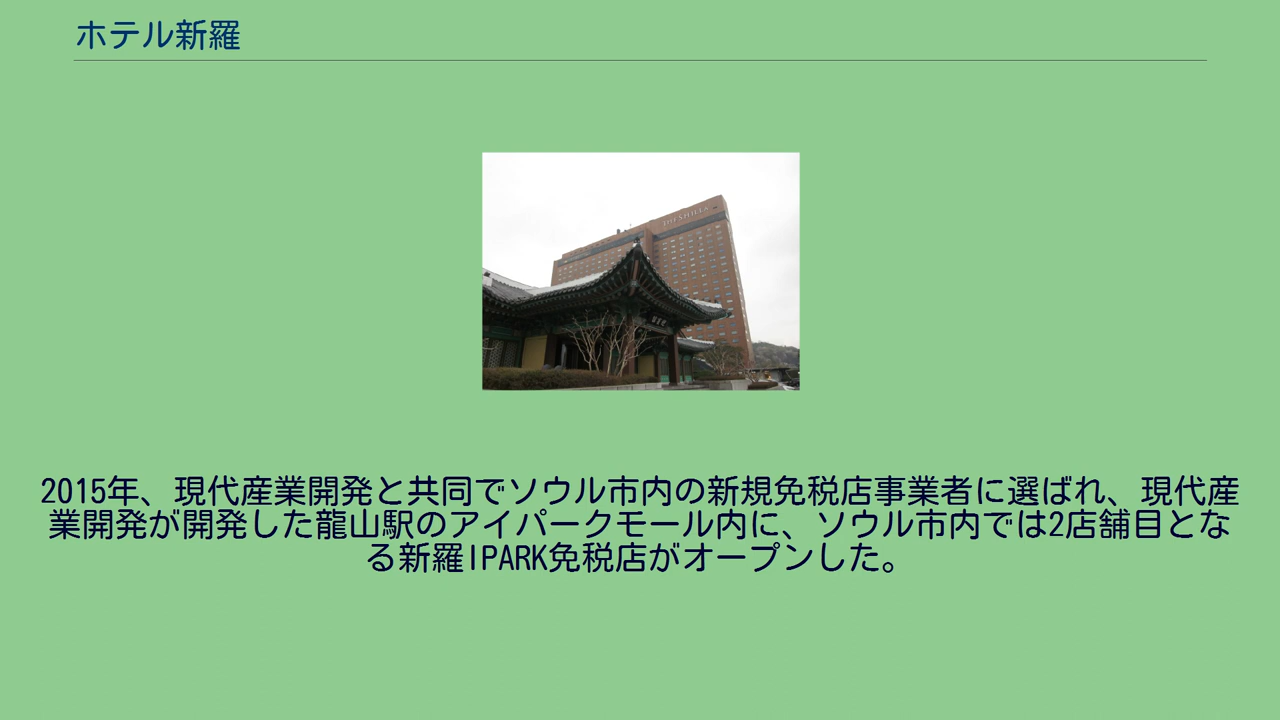 ホテル新羅
THE SHILLA
2015年、現代産業開発と共同でソウル市内の新規免税店事業者に選ばれ、現代産
業開発が開発した龍山駅のアイパークモール内に、ソウル市内では2店舗目とな
る新羅IPARK免税店がオープンした。